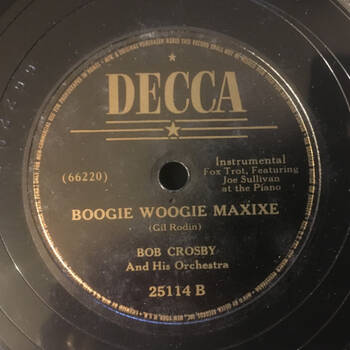 DECCA
Instrumental
Fox Trot, Featuring
Joe Sullivan
at the Piano
(66220)
BOOGIE WOOGIE MAXIXE
(Gil Rodin)
BOB CROSBY
And His Orchestra
25114 B